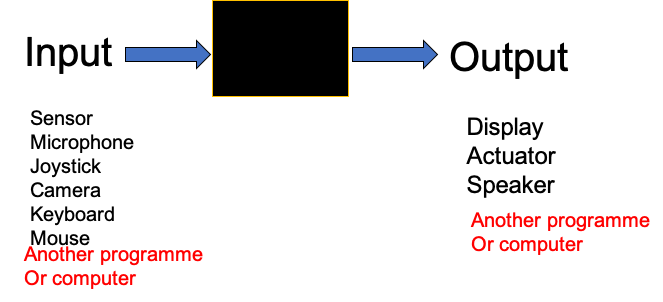 Input
Output
Sensor
Microphone
Joystick
Camera
Keyboard
Mouse
Another programme
Or computer
Display
Actuator
Speaker
Another programme
Or computer